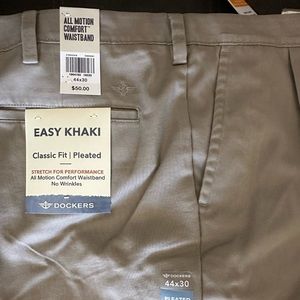 ALL MOTION
COMFORT™
WAISTBAND
44x30
$50.00
EASY KHAKI
Classic Fit | Pleated
STRETCH FOR PERFORMANCE
All Motion Comfort Waistband
No Wrinkles
DOCKERS
DOCKERS
44x30
PLEATED